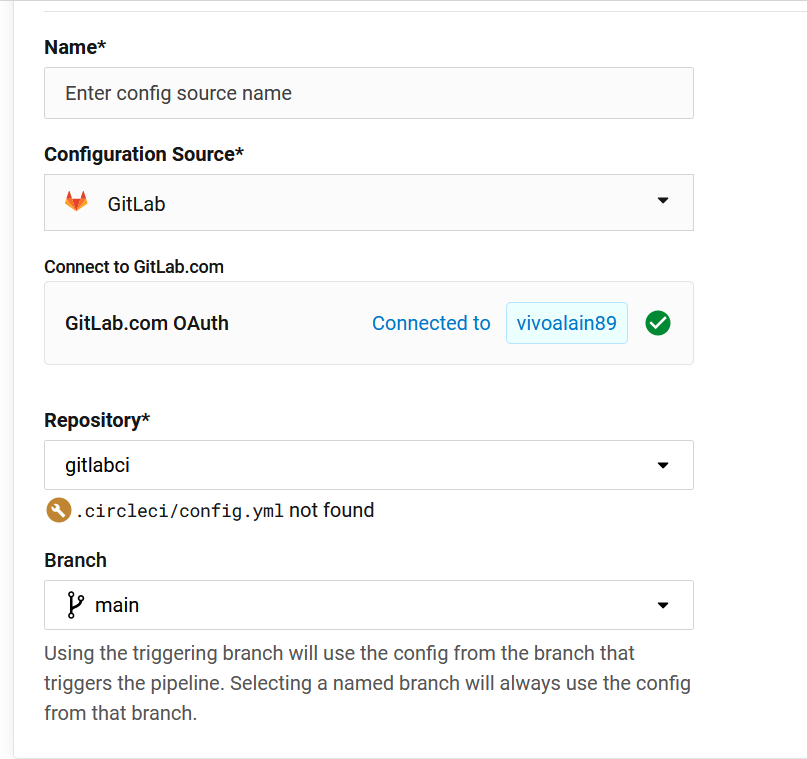 Name*
Enter config source name
Configuration Source*
GitLab
Connect to GitLab.com
GitLab.com OAuth Connected to vivoalain89
Repository*
gitlabci
.circleci/config.yml not found
Branch
main
Using the triggering branch will use the config from the branch that
triggers the pipeline. Selecting a named branch will always use the config
from that branch.